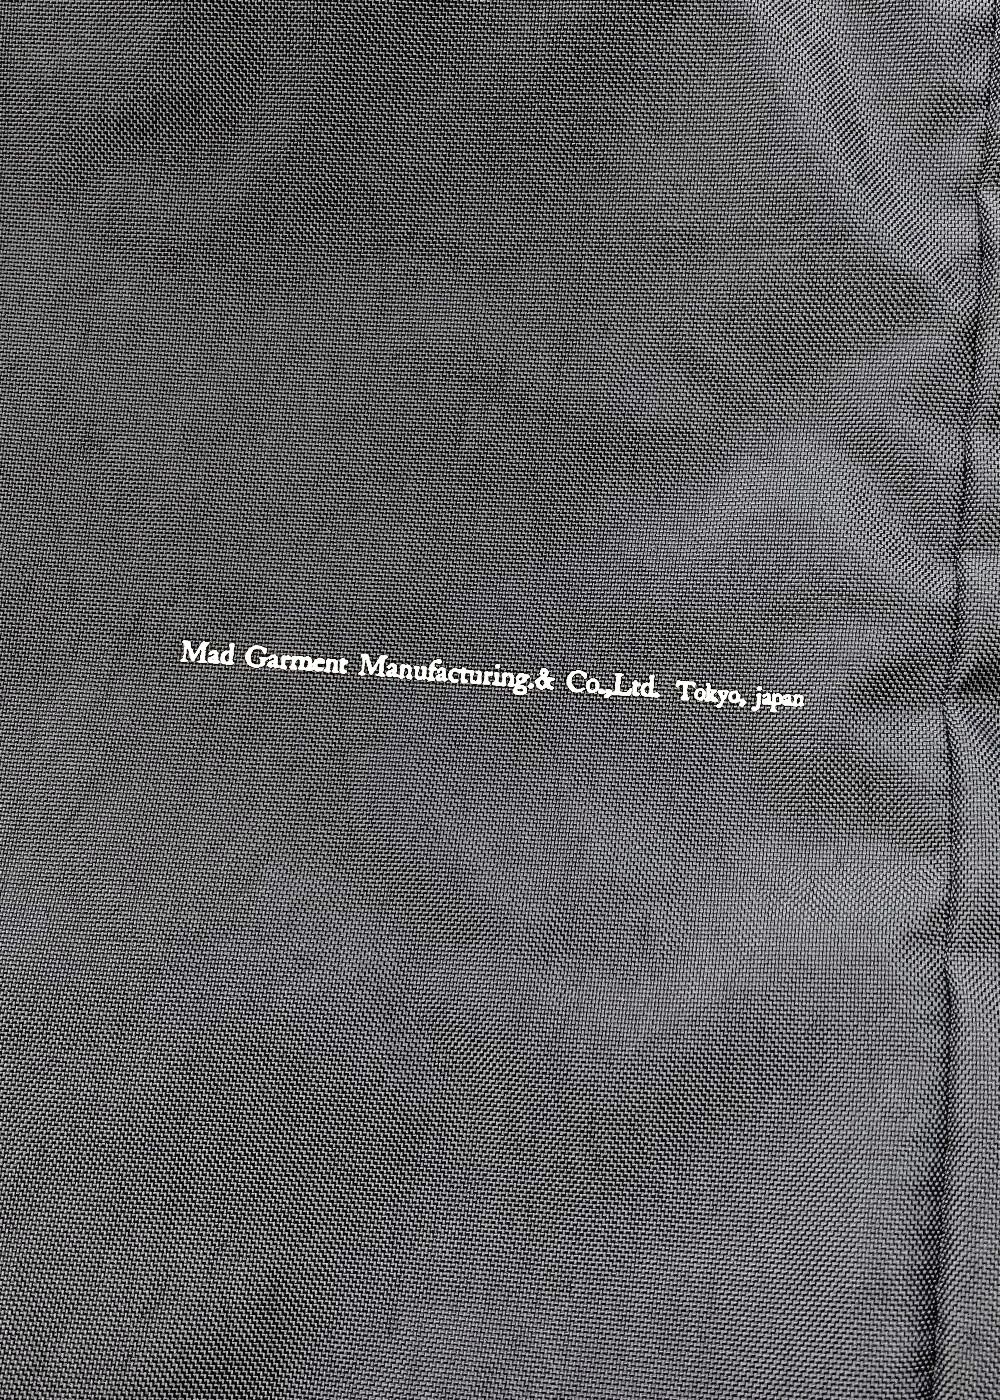 Mad Garment Manufacturing.& Co.,Ltd. Tokyo, japan